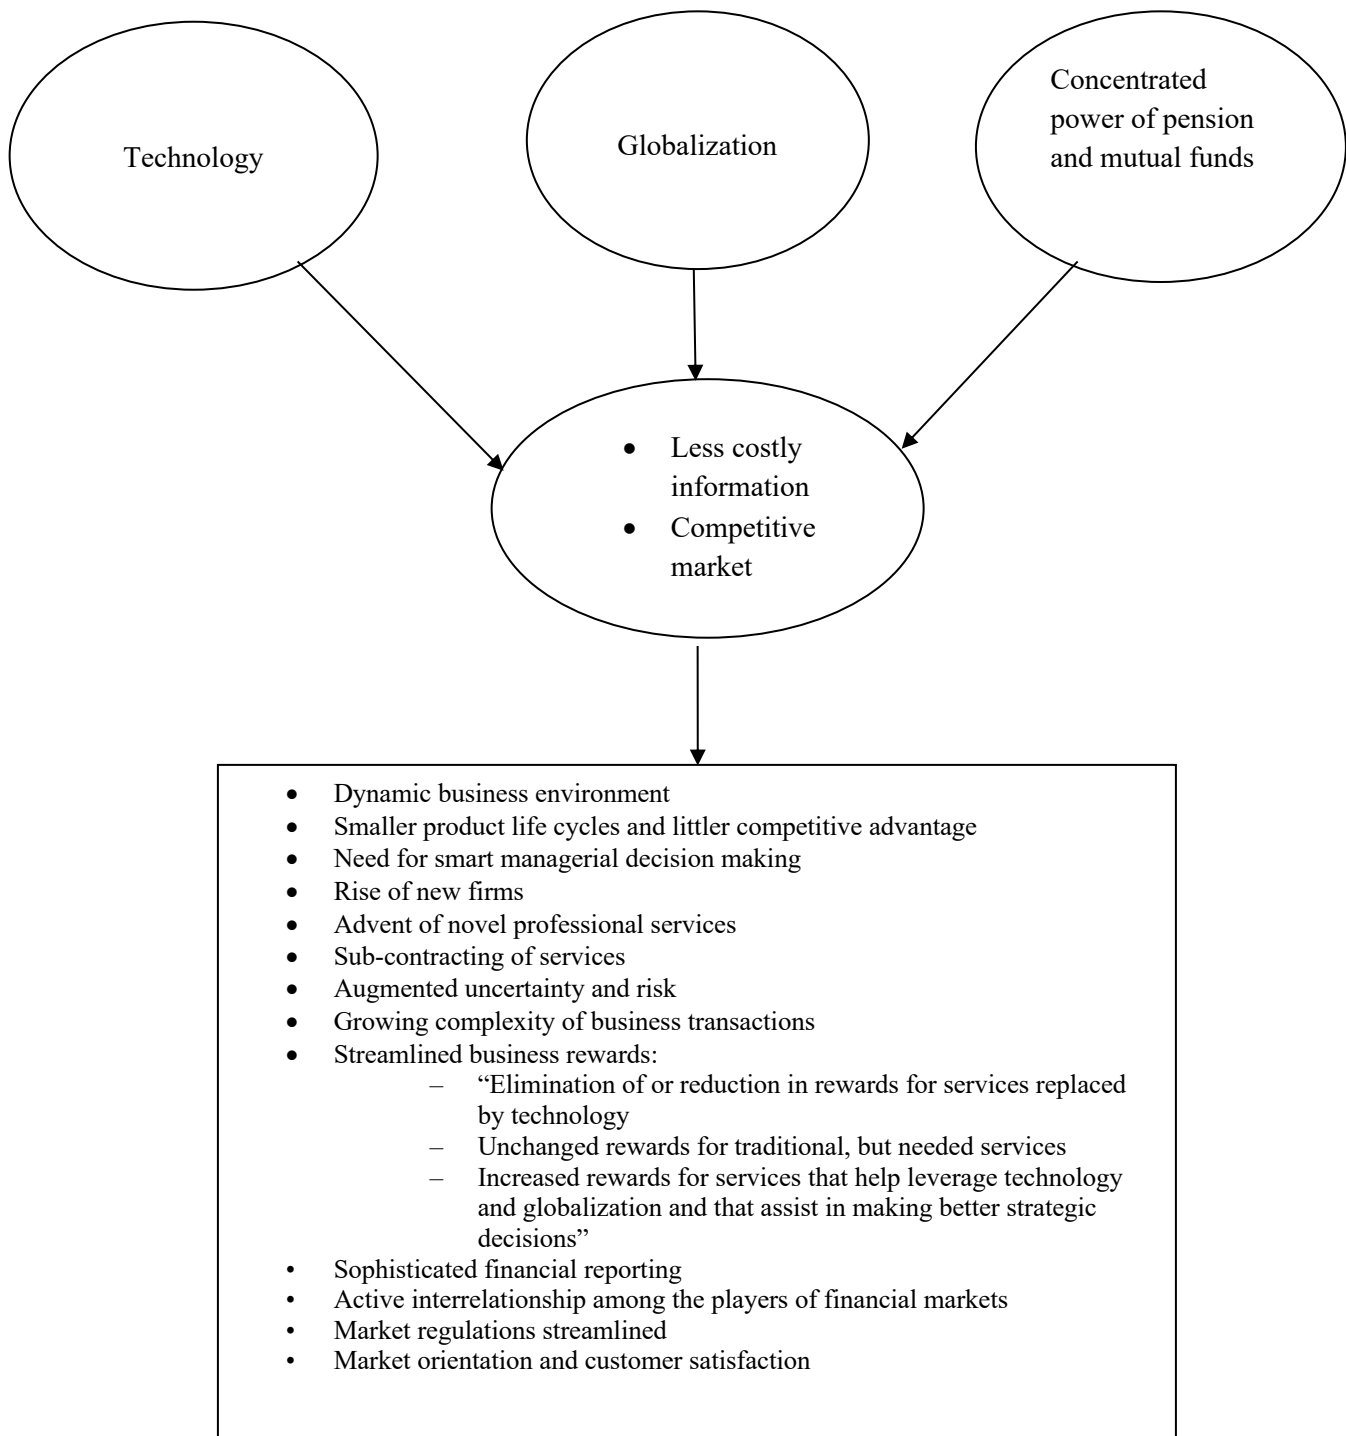 Technology
Globalization
Concentrated
power of pension
and mutual funds
• Less costly
information
• Competitive
market
• Dynamic business environment
• Smaller product life cycles and littler competitive advantage
• Need for smart managerial decision making
• Rise of new firms
• Advent of novel professional services
• Sub-contracting of services
• Augmented uncertainty and risk
• Growing complexity of business transactions
• Streamlined business rewards:
– “Elimination of or reduction in rewards for services replaced
by technology
– Unchanged rewards for traditional, but needed services
– Increased rewards for services that help leverage technology
and globalization and that assist in making better strategic
decisions”
• Sophisticated financial reporting
• Active interrelationship among the players of financial markets
• Market regulations streamlined
• Market orientation and customer satisfaction